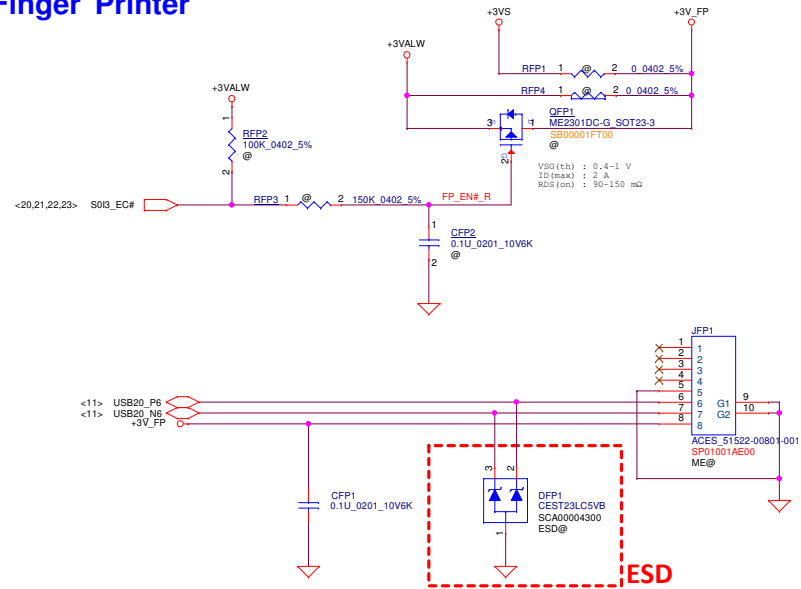 Finger Printer
+3VS
+3V_FP
+3VALW
RFP1 1 @ 2 0_0402_5%
RFP4 1 @ 2 0_0402_5%
+3VALW
QFP1
3 1 ME2301DC-G_SOT23-3
SB00001FT00
@
2
1
RFP2
100K_0402_5%
@
2
VSG(th) : 0.4-1 V
ID(max) : 2 A
RDS(on) : 90-150 mΩ
<20,21,22,23> S0I3_EC#
RFP3 1 @ 2 150K_0402_5% FP_EN#_R
1
CFP2
0.1U_0201_10V6K
@
2
JFP1
1 1
2 2
3 3
4 4
5 5
<11> USB20_P6 6 6 G1 9
<11> USB20_N6 7 7 G2 10
+3V_FP 8 8
ACES_51522-00801-001
SP01001AE00
ME@
3 2
CFP1
0.1U_0201_10V6K
DFP1
CEST23LC5VB
SCA00004300
ESD@
1
ESD